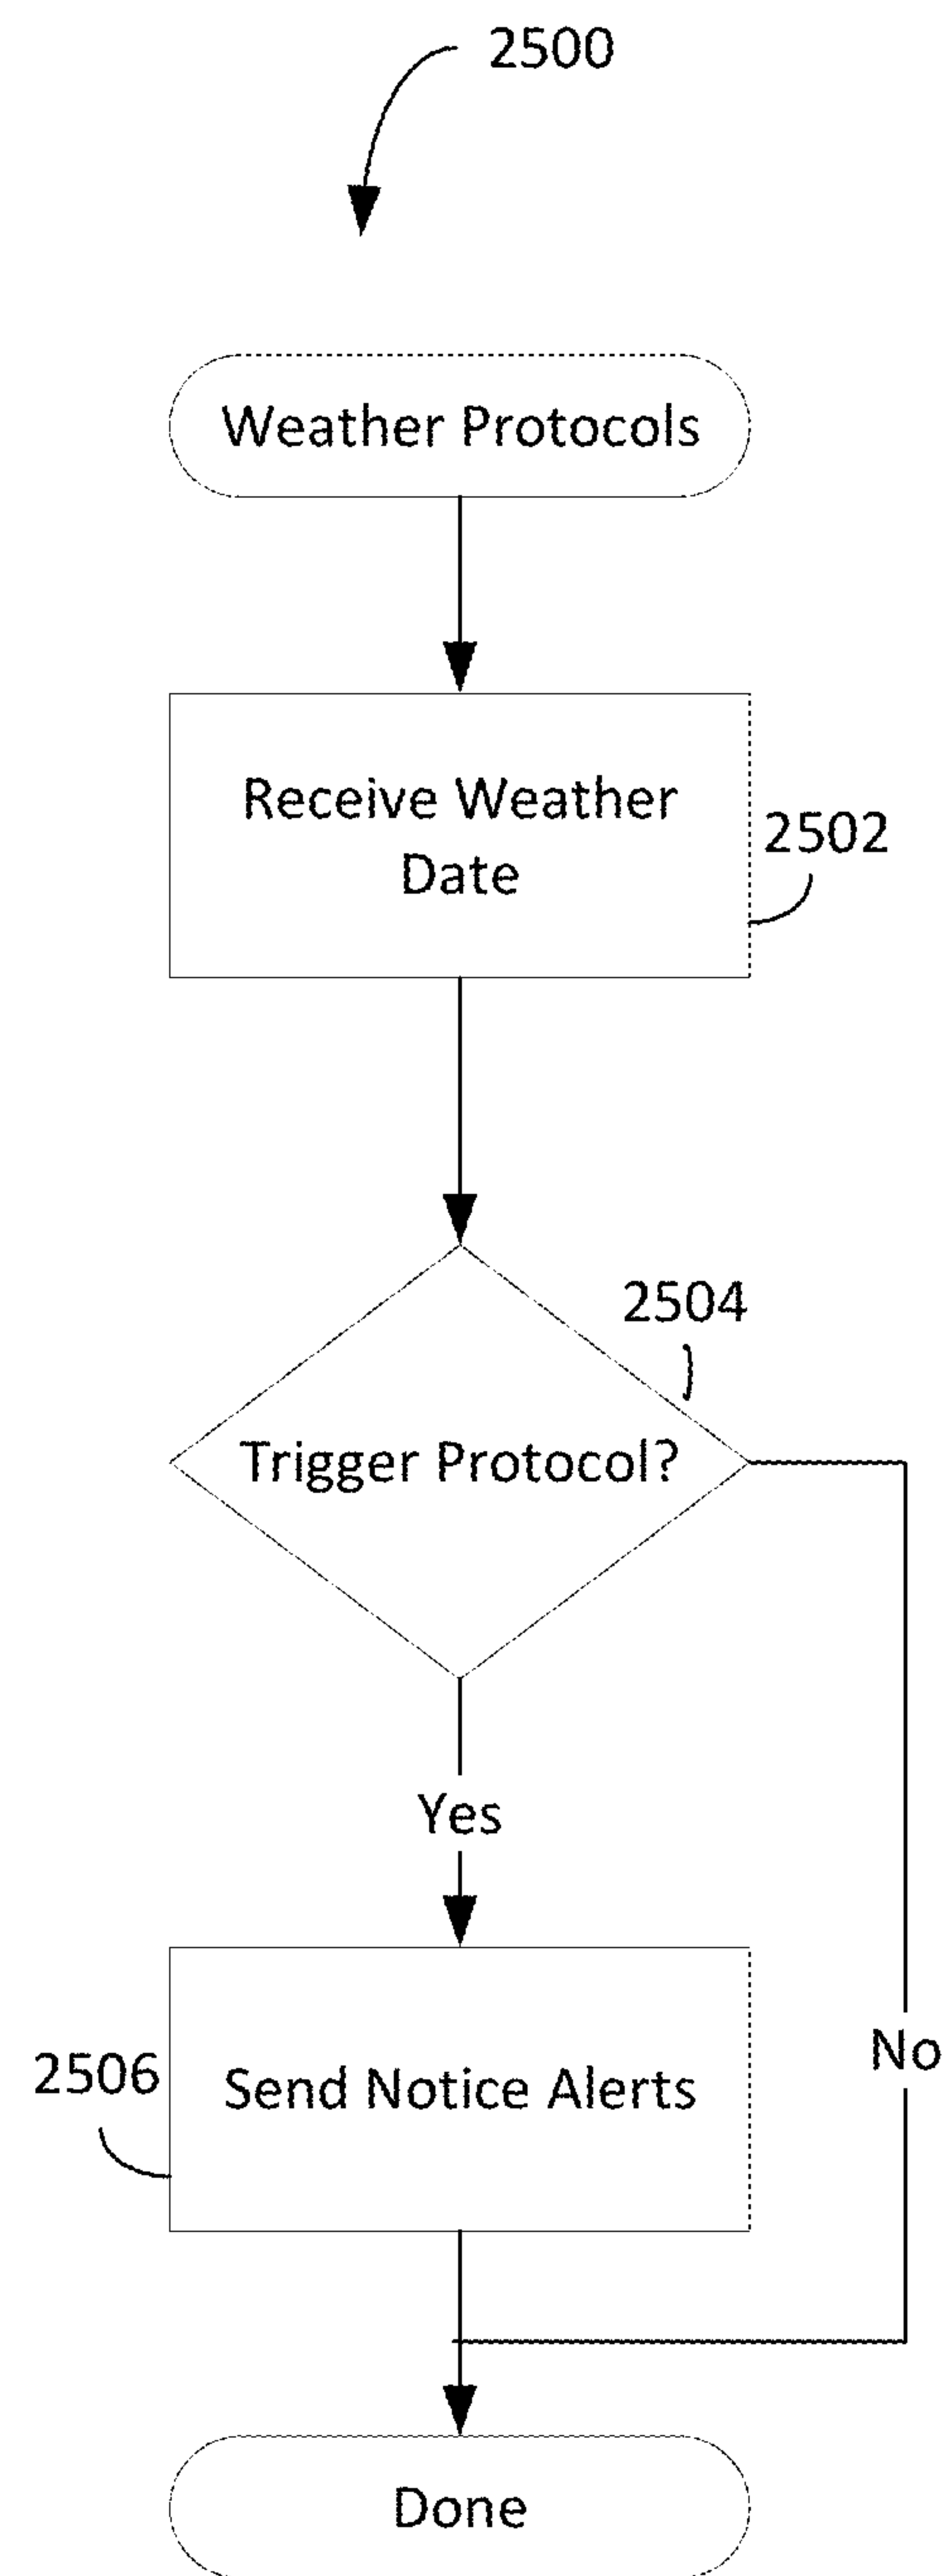 2500
Weather Protocols
Receive Weather
Date
2502
2504
Trigger Protocol?
Yes
No
2506
Send Notice Alerts
Done